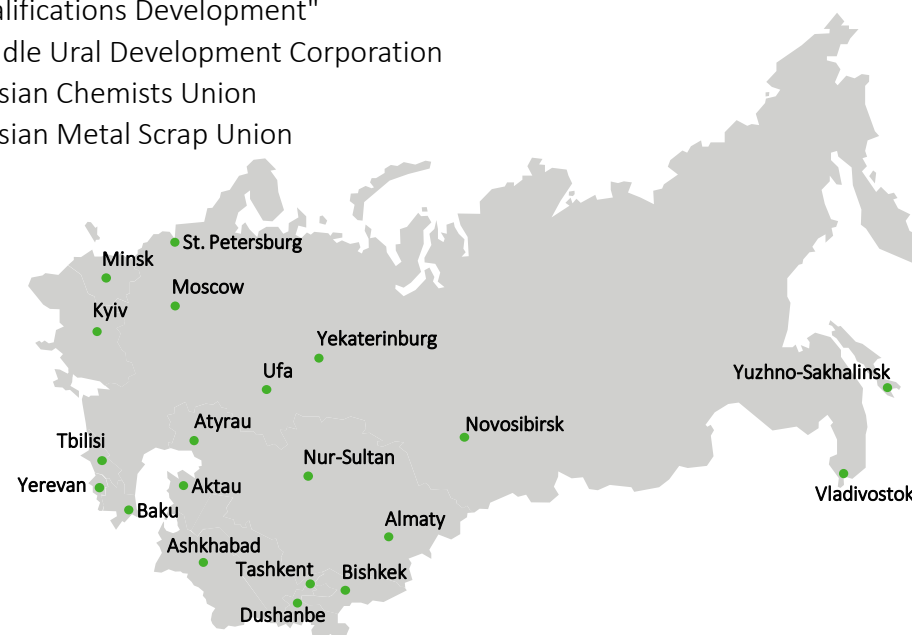 alifications Development"
dle Ural Development Corporation
sian Chemists Union
sian Metal Scrap Union
St. Petersburg
Minsk
Moscow
Kyiv
Yekaterinburg
Ufa
Yuzhno-Sakhalinsk
Atyrau
Novosibirsk
Tbilisi
Nur-Sultan
Yerevan
Aktau
Vladivostok
Baku
Almaty
Ashkhabad
Tashkent
Bishkek
Dushanbe